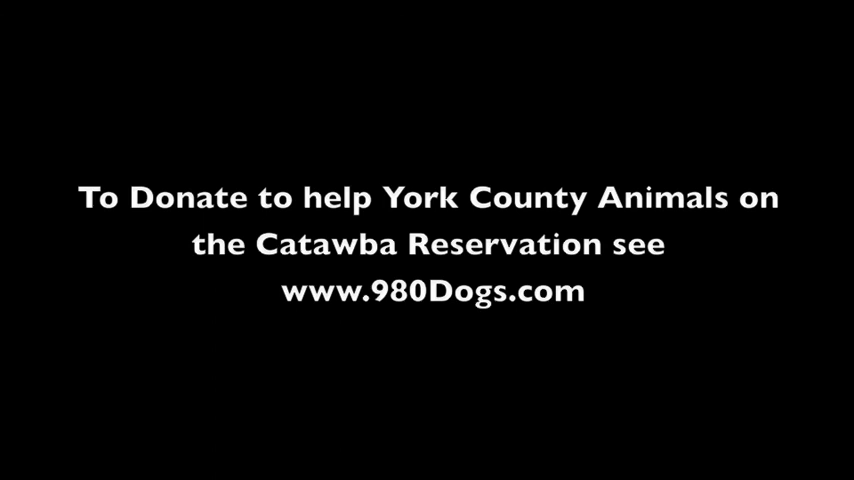 To Donate to help York County Animals on
the Catawba Reservation see
www.980Dogs.com